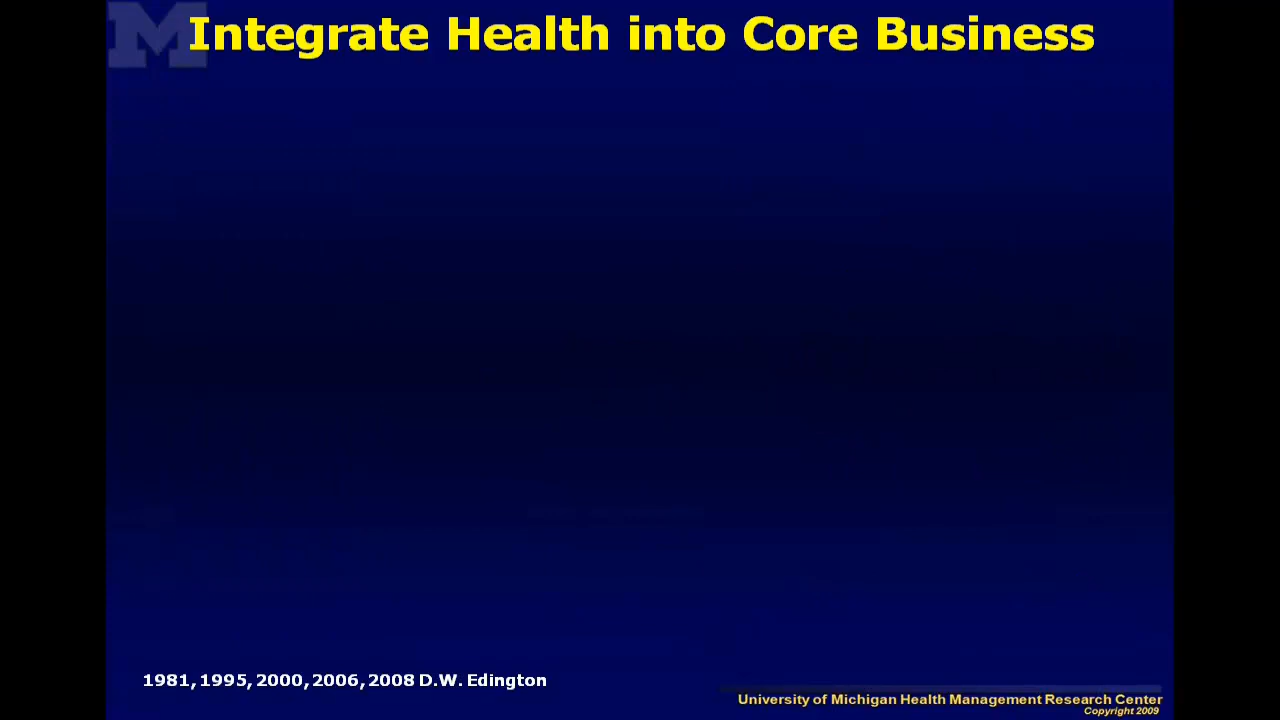 M
Integrate Health into Core Business
1981, 1995, 2000, 2006, 2008 D.W. Edington
University of Michigan Health Management Research Center
Copyright 2009